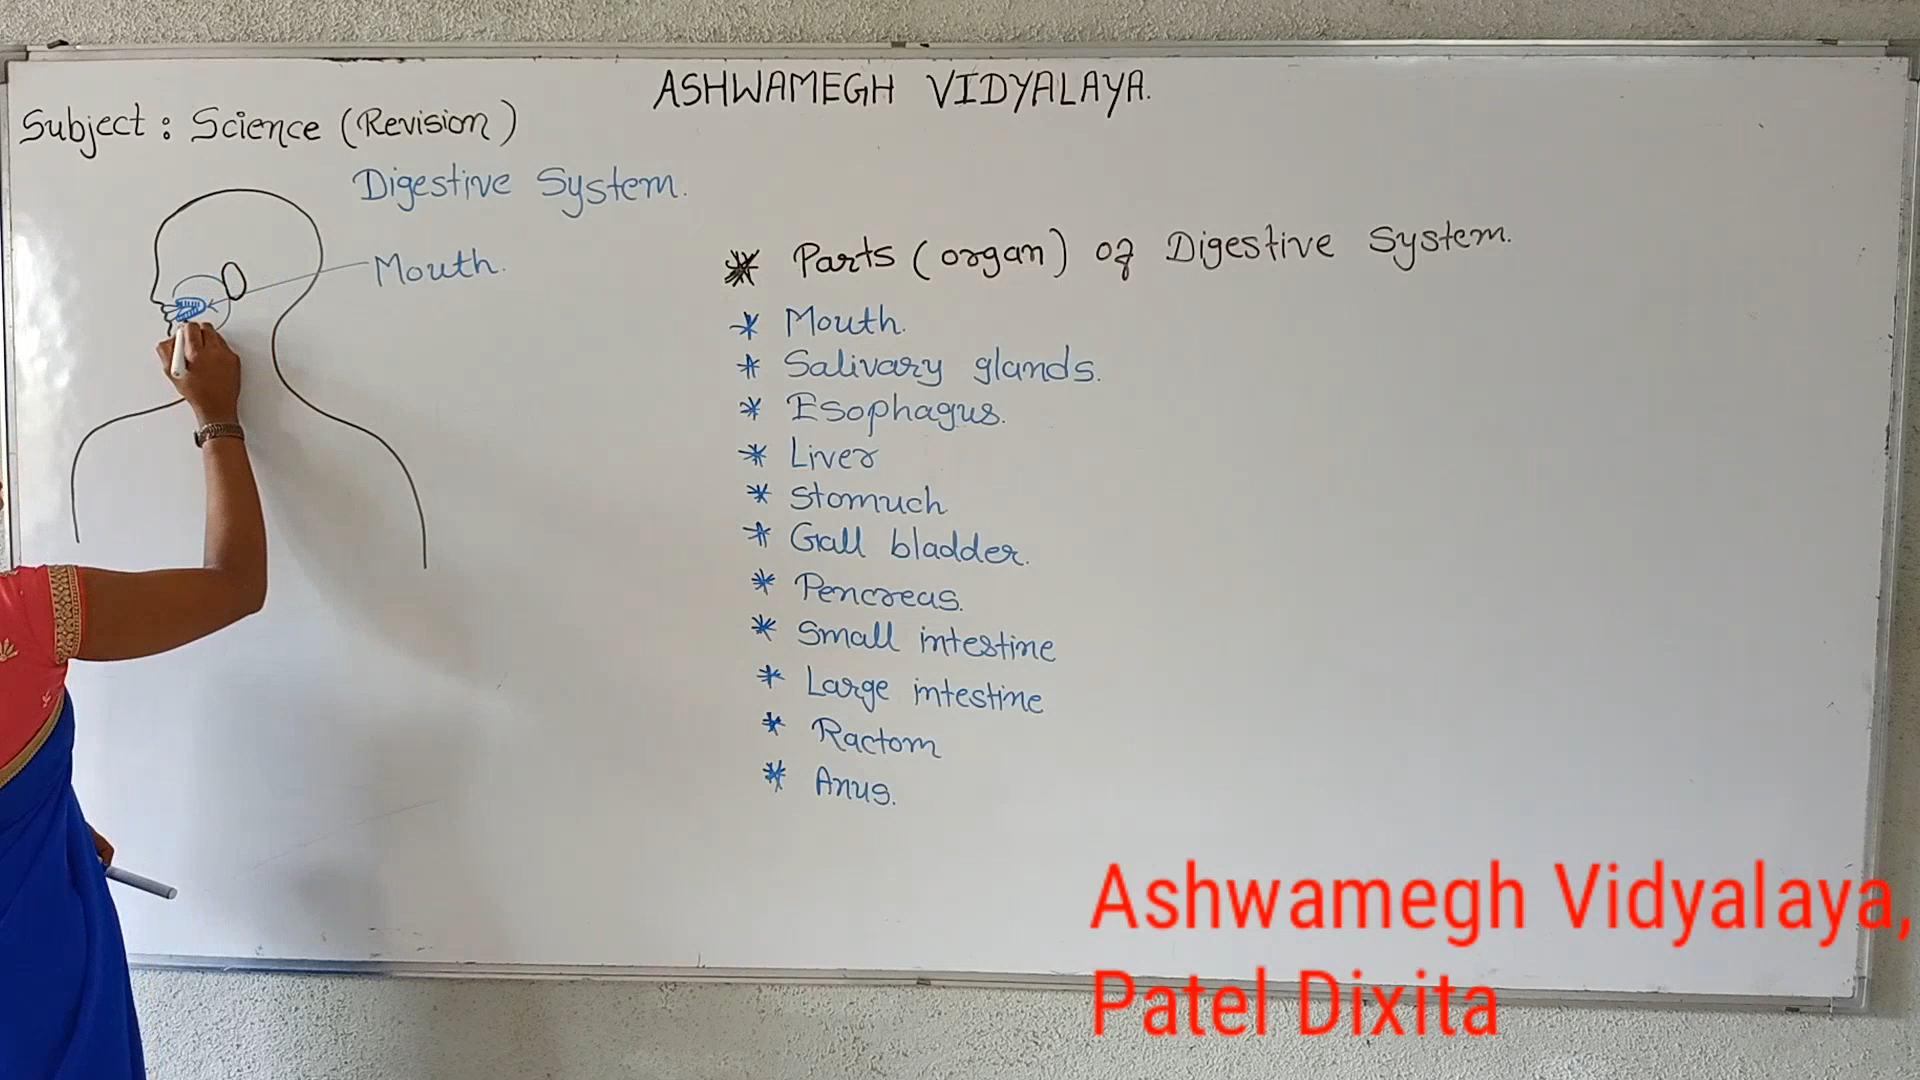 ASHWAMEGH VIDYALAYA.
Subject : Science (Revision)
Digestive System.
Mouth.
* Parts (organ) of Digestive System.
* Mouth.
* Salivary glands.
* Esophagus.
* Liver
* Stomuch
* Gall bladder.
* Pencreas.
* Small intestine
* Large intestine
* Ractom
* Anus.
Ashwamegh Vidyalaya,
Patel Dixita